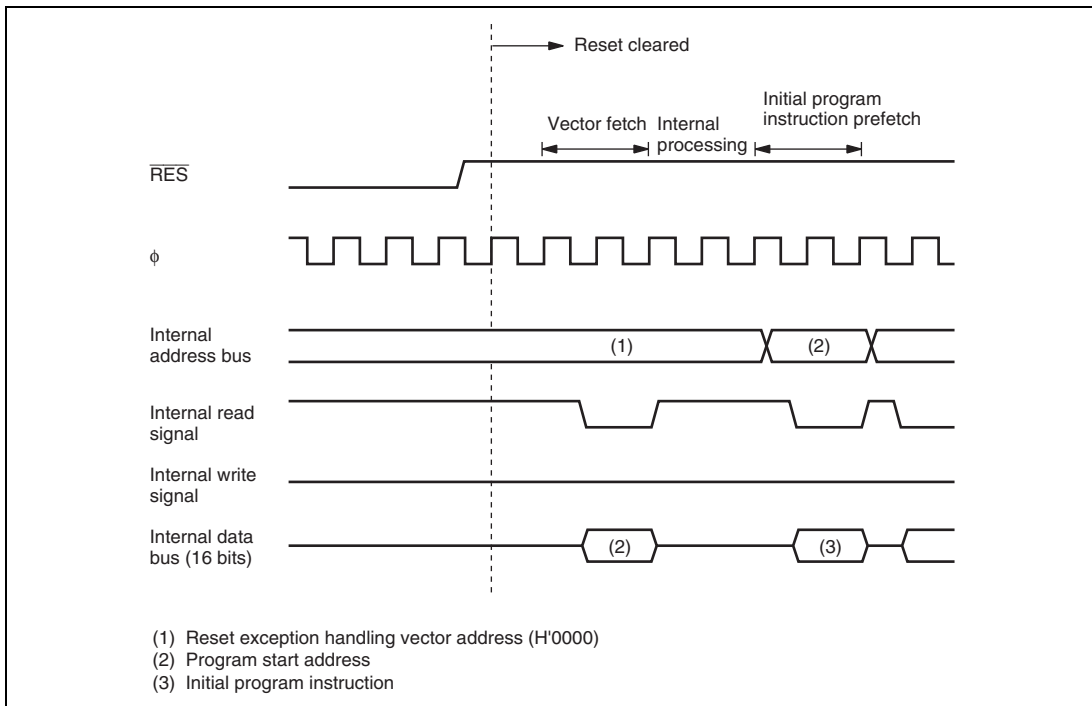 Reset cleared
Initial program
instruction prefetch
Vector fetch
Internal
processing
RES
φ
Internal
address bus
(1)
(2)
Internal read
signal
Internal write
signal
Internal data
bus (16 bits)
(2)
(3)
(1) Reset exception handling vector address (H'0000)
(2) Program start address
(3) Initial program instruction